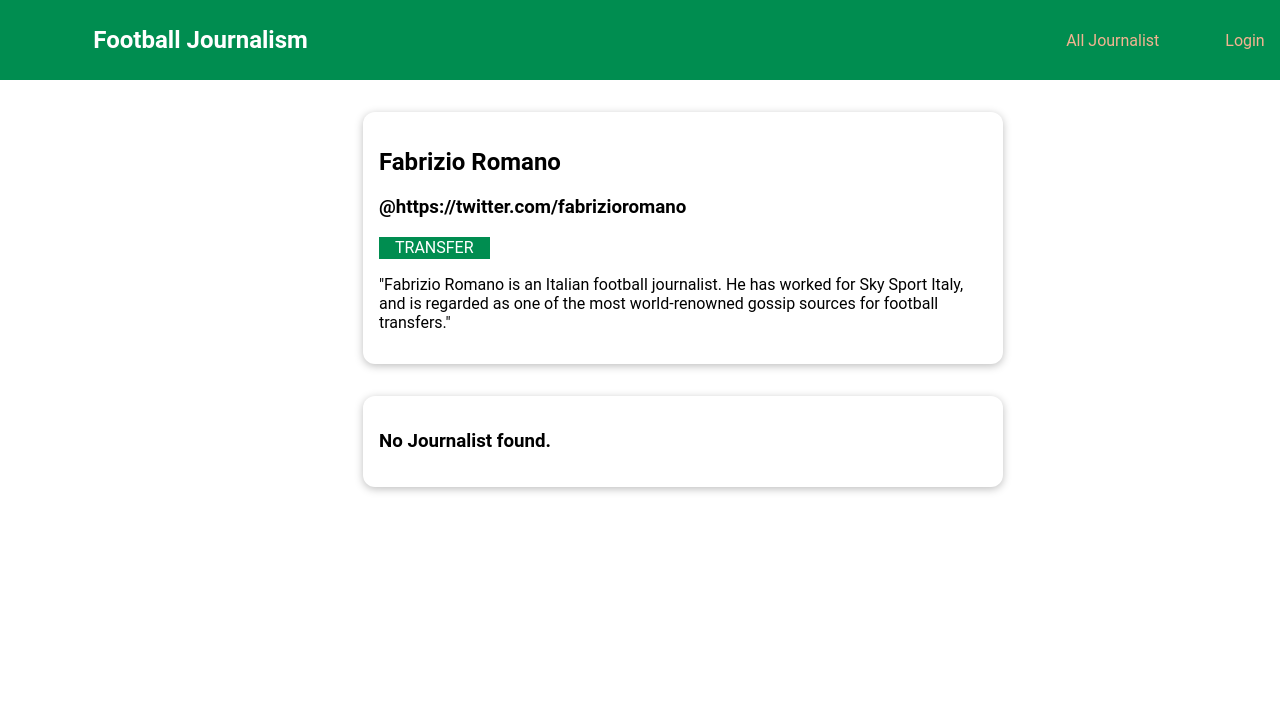 Football Journalism
All Journalist
Login
Fabrizio Romano
@https://twitter.com/fabrizioromano
TRANSFER
"Fabrizio Romano is an Italian football journalist. He has worked for Sky Sport Italy,
and is regarded as one of the most world-renowned gossip sources for football
transfers."
No Journalist found.